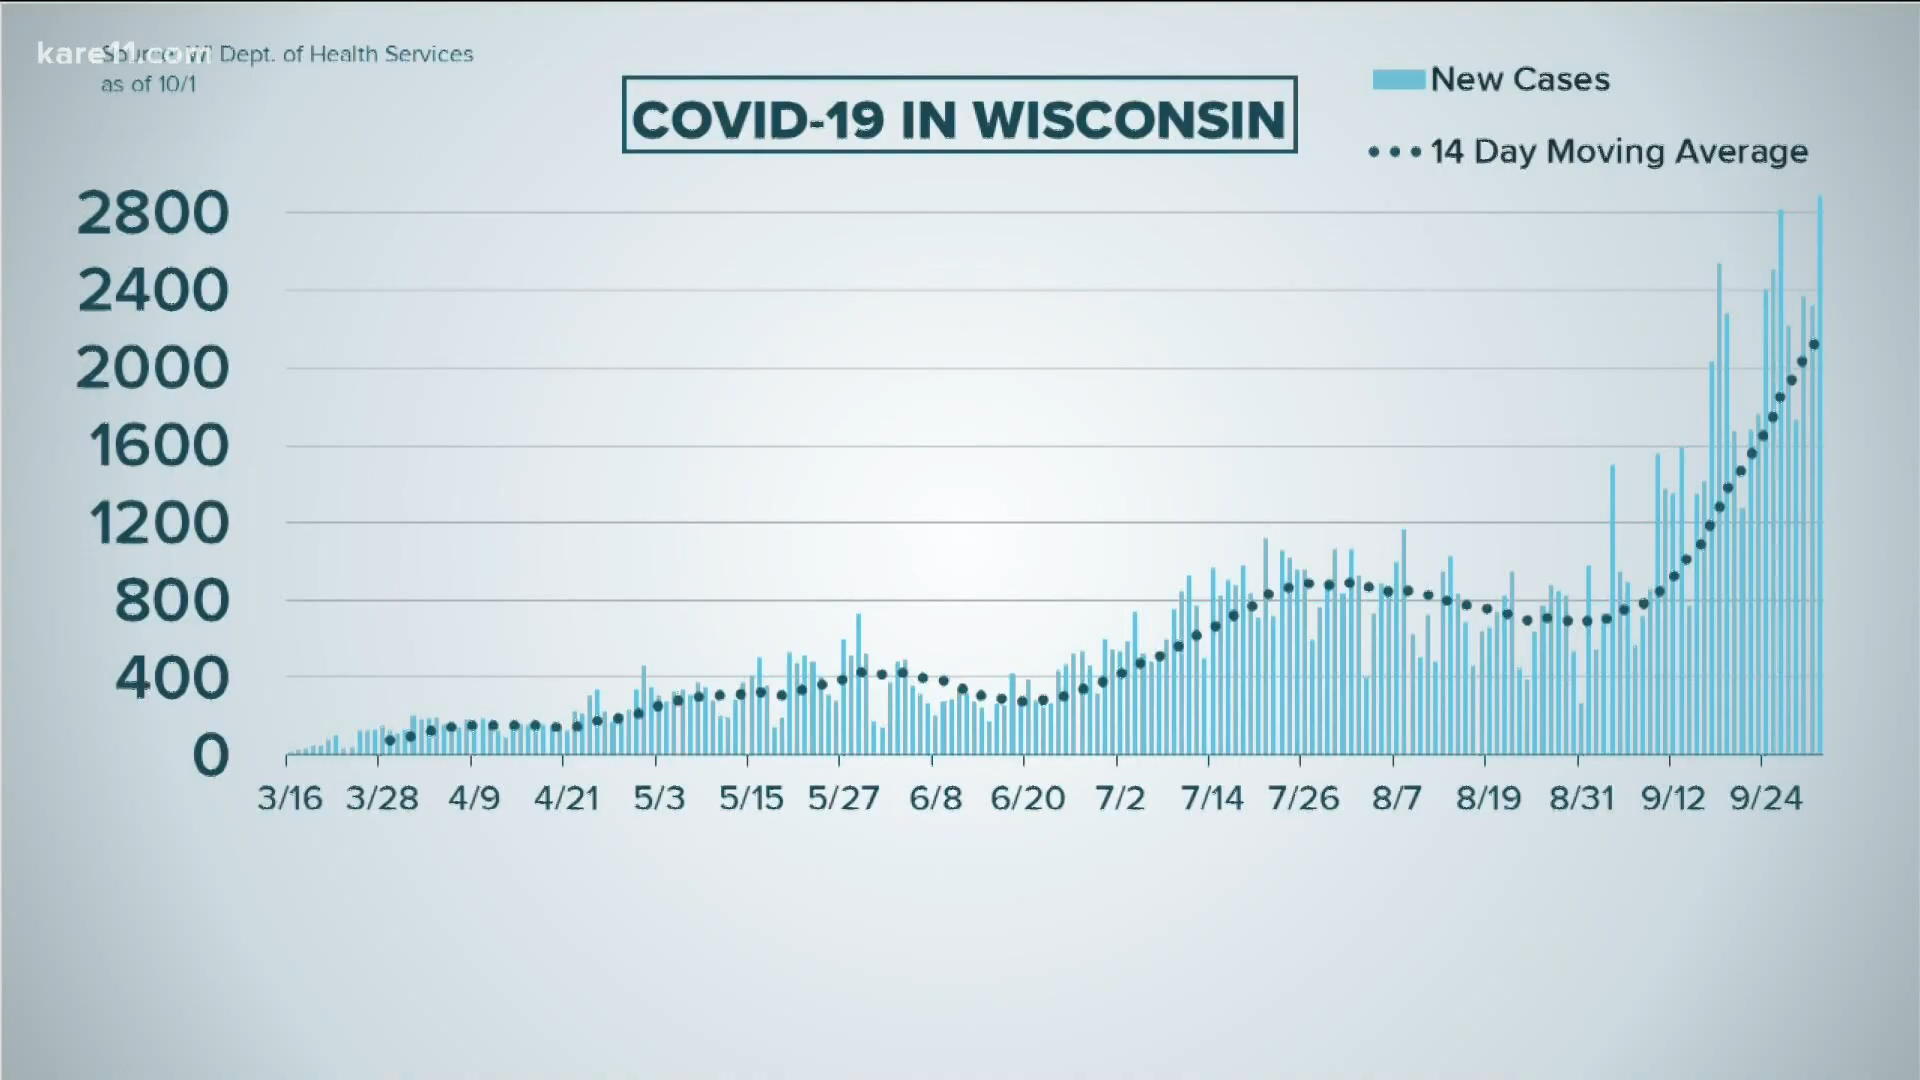 kare11.com
Dept. of Health Services
as of 10/1
COVID-19 IN WISCONSIN
New Cases
14 Day Moving Average
2800
2400
2000
1600
1200
800
400
0
3/16 3/28 4/9 4/21 5/3 5/15 5/27 6/8 6/20 7/2 7/14 7/26 8/7 8/19 8/31 9/12 9/24